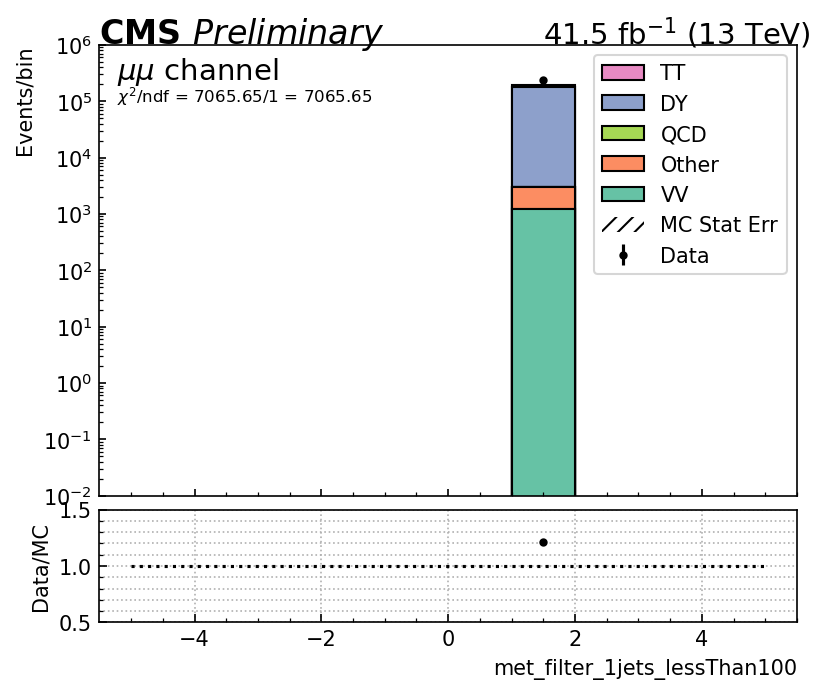 CMS Preliminary 41.5 fb⁻¹ (13 TeV)
Events/bin
10⁶
10⁵
10⁴
10³
10²
10¹
10⁰
10⁻¹
10⁻²
μμ channel
χ²/ndf = 7065.65/1 = 7065.65
TT
DY
QCD
Other
VV
MC Stat Err
Data
Data/MC
1.5
1.0
0.5
−4 −2 0 2 4
met_filter_1jets_lessThan100